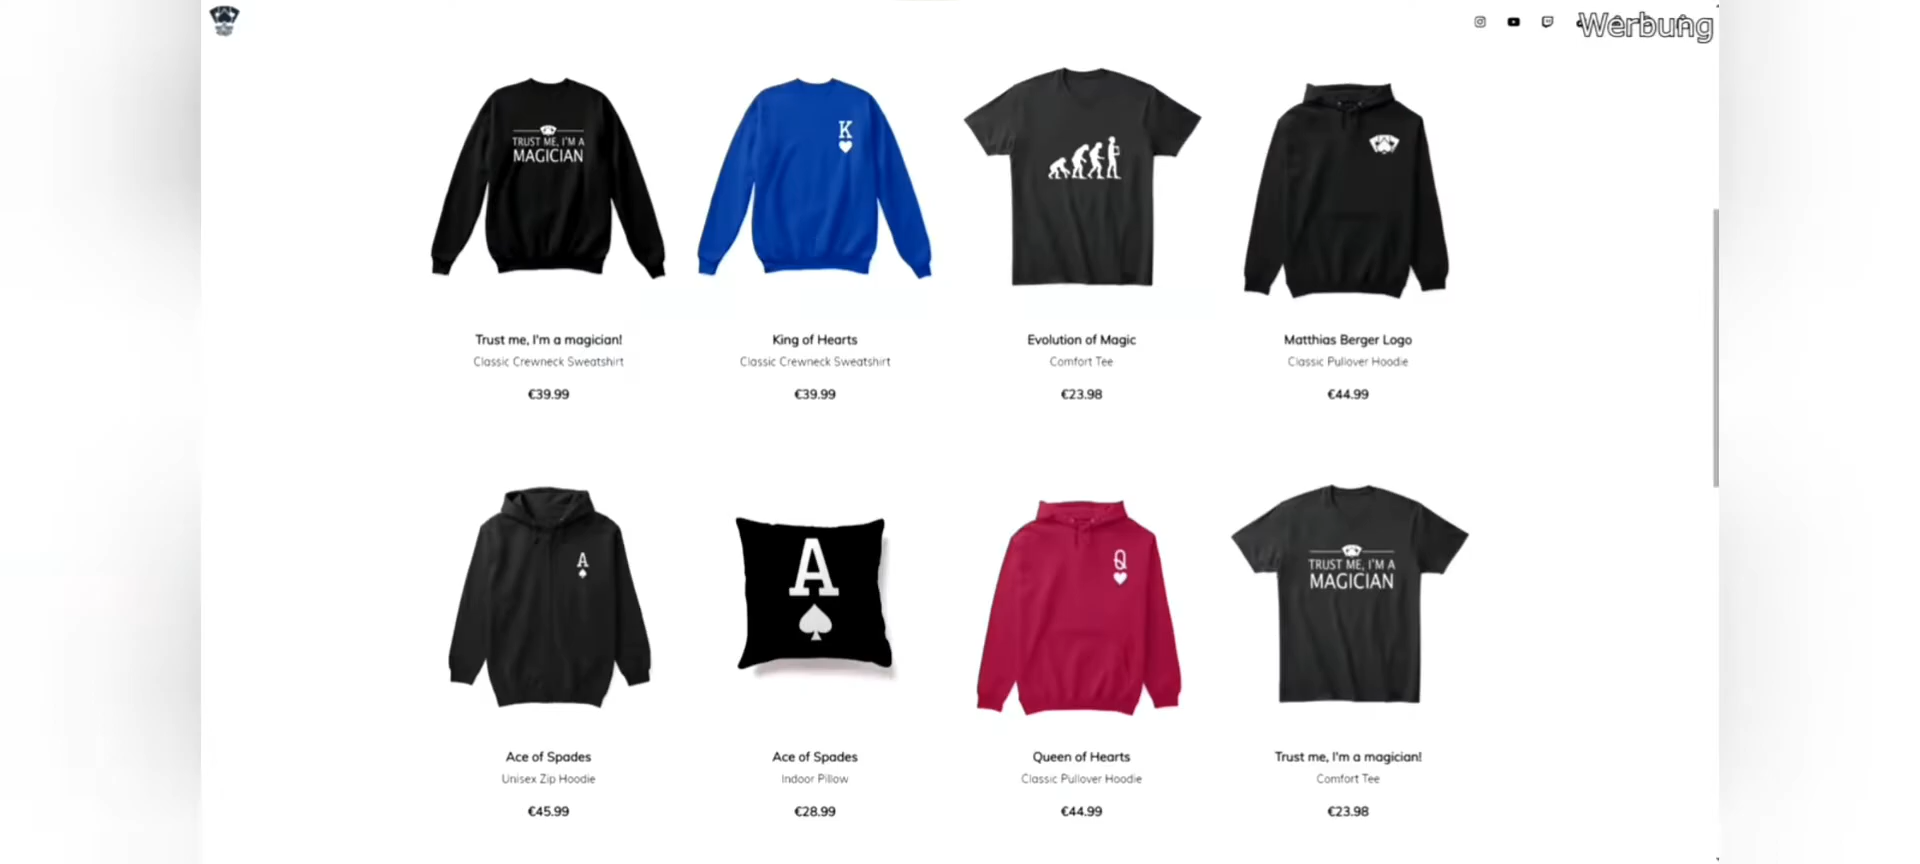 Werbung
TRUST ME, I'M A
MAGICIAN
K
Trust me, I'm a magician!
Classic Crewneck Sweatshirt
€39.99
King of Hearts
Classic Crewneck Sweatshirt
€39.99
Evolution of Magic
Comfort Tee
€23.98
Matthias Berger Logo
Classic Pullover Hoodie
€44.99
A
A
Q
TRUST ME, I'M A
MAGICIAN
Ace of Spades
Unisex Zip Hoodie
€45.99
Ace of Spades
Indoor Pillow
€28.99
Queen of Hearts
Classic Pullover Hoodie
€44.99
Trust me, I'm a magician!
Comfort Tee
€23.98